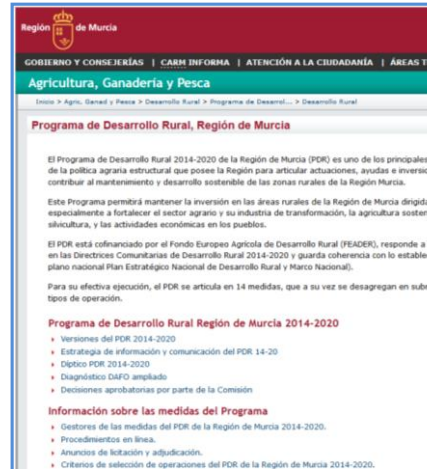 Región de Murcia
GOBIERNO Y CONSEJERÍAS | CARM INFORMA | ATENCIÓN A LA CIUDADANÍA | ÁREAS T
Agricultura, Ganadería y Pesca
Inicio > Agric. Ganad y Pesca > Desarrollo Rural > Programa de Desarrol... > Desarrollo Rural
Programa de Desarrollo Rural, Región de Murcia
El Programa de Desarrollo Rural 2014-2020 de la Región de Murcia (PDR) es uno de los principales
de la política agraria estructural que posee la Región para articular actuaciones, ayudas e inversio
contribuir al mantenimiento y desarrollo sostenible de las zonas rurales de la Región Murcia.
Este Programa permitirá mantener la inversión en las áreas rurales de la Región de Murcia dirigida
especialmente a fortalecer el sector agrario y su industria de transformación, la agricultura sosten
silvicultura, y las actividades económicas en los pueblos.
El PDR está cofinanciado por el Fondo Europeo Agrícola de Desarrollo Rural (FEADER), responde a
en las Directrices Comunitarias de Desarrollo Rural 2014-2020 y guarda coherencia con lo estable
plano nacional Plan Estratégico Nacional de Desarrollo Rural y Marco Nacional).
Para su efectiva ejecución, el PDR se articula en 14 medidas, que a su vez se desagregan en subm
tipos de operación.
Programa de Desarrollo Rural Región de Murcia 2014-2020
Versiones del PDR 2014-2020
Estrategia de información y comunicación del PDR 14-20
Díptico PDR 2014-2020
Diagnóstico DAFO ampliado
Decisiones aprobatorias por parte de la Comisión
Información sobre las medidas del Programa
Gestores de las medidas del PDR de la Región de Murcia 2014-2020.
Procedimientos en línea.
Anuncios de licitación y adjudicación.
Criterios de selección de operaciones del PDR de la Región de Murcia 2014-2020.